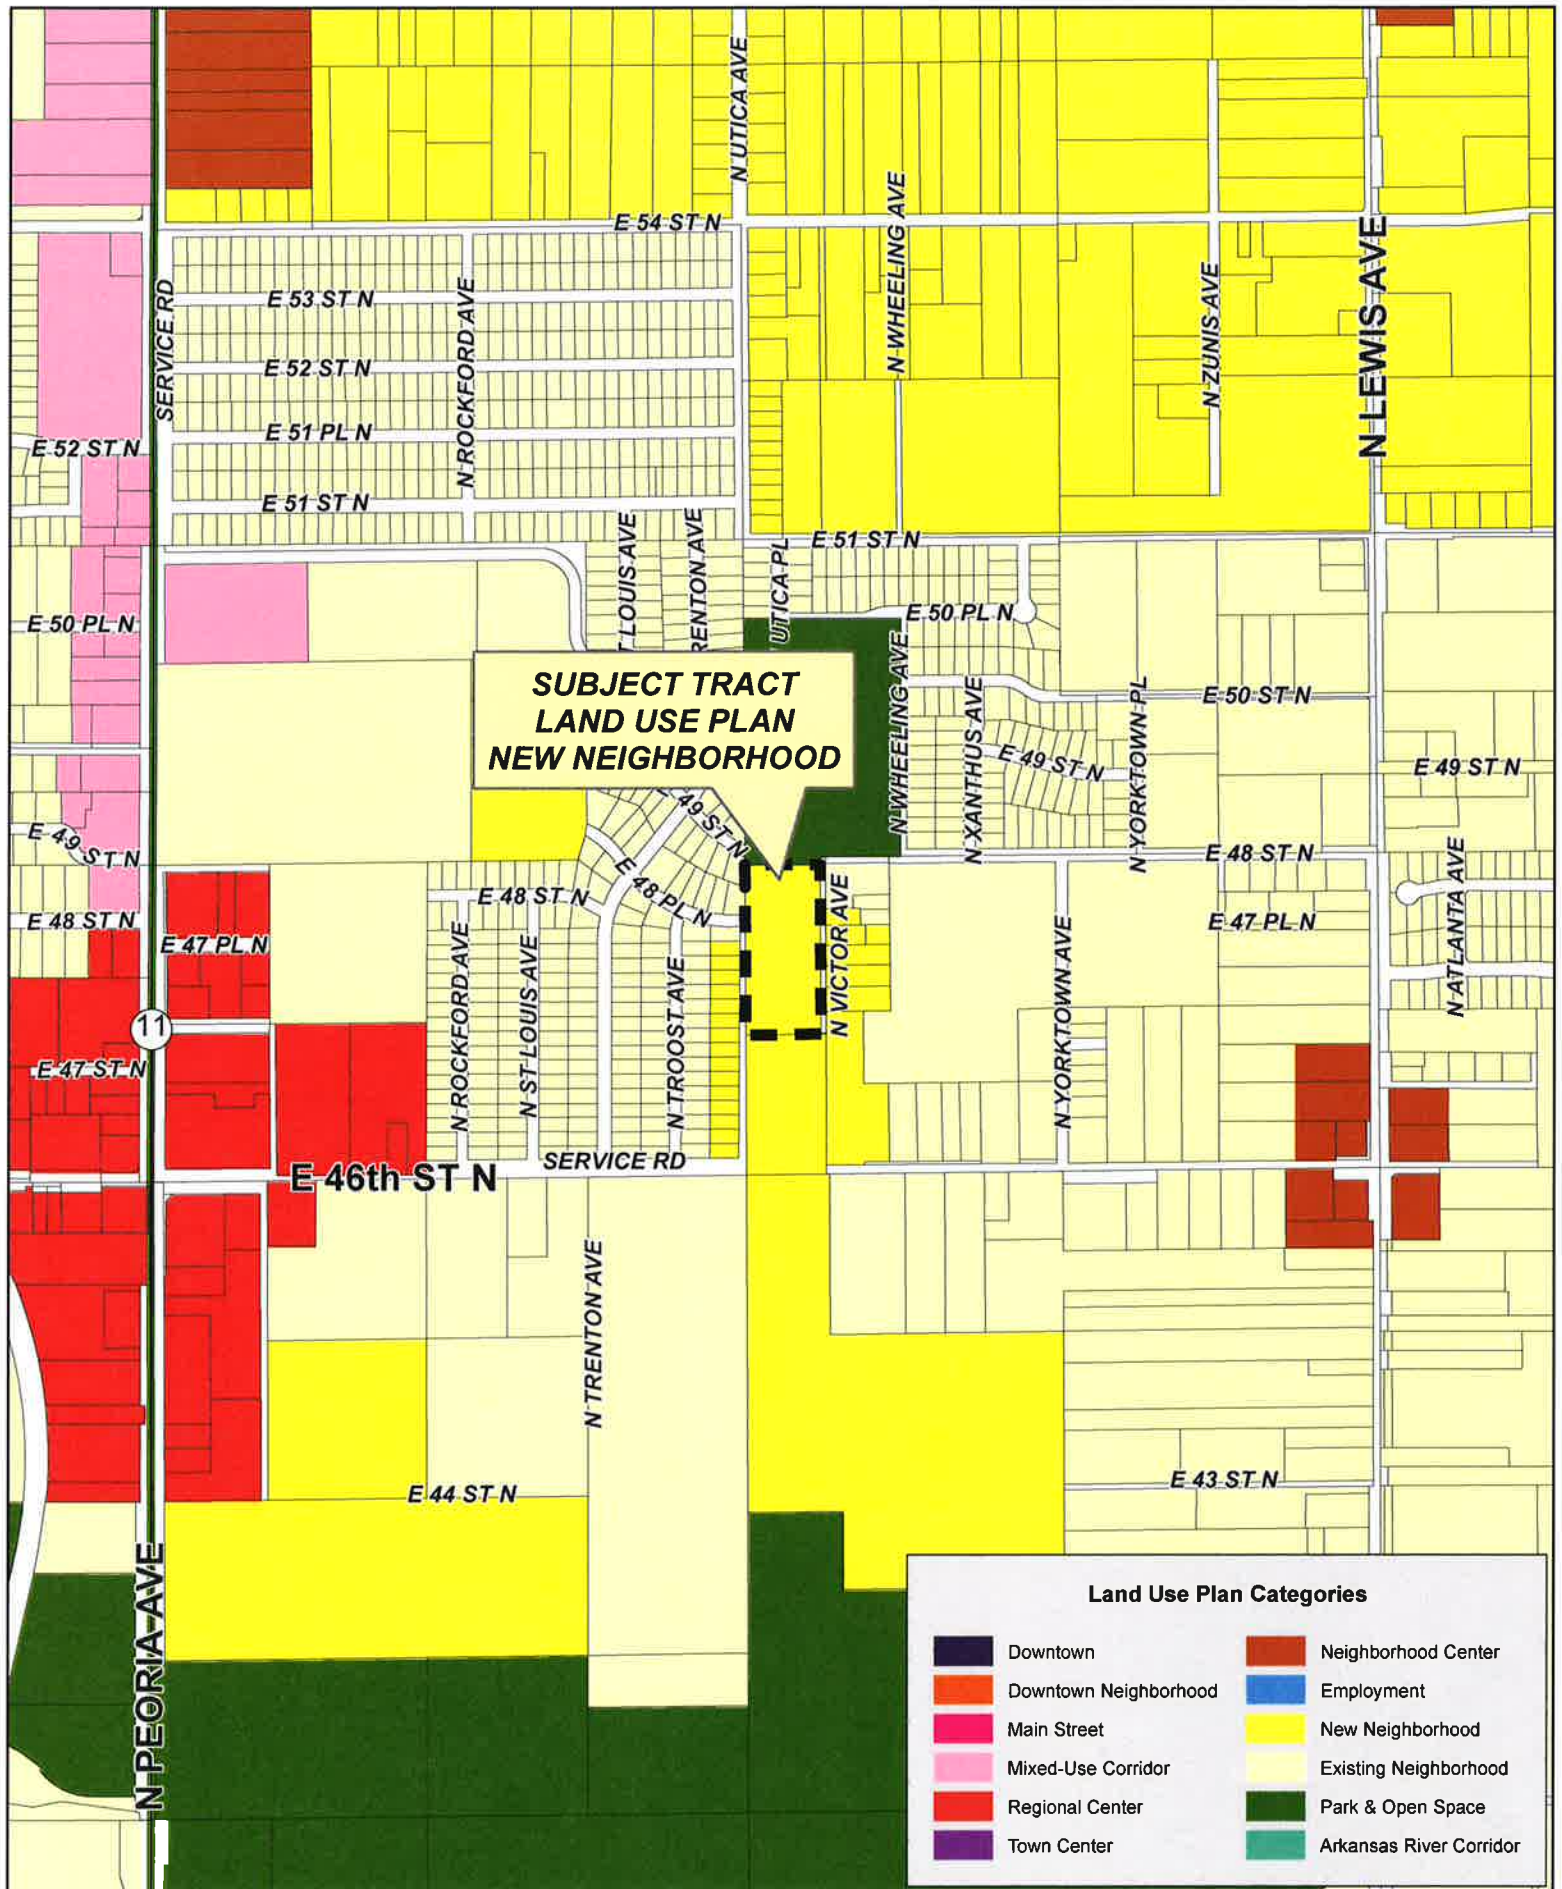 N UTICA AVE
N WHEELING AVE
E 54 ST N
N LEWIS AVE
SERVICE RD
E 53 ST N
N ROCKFORD AVE
N ZUNIS AVE
E 52 ST N
E 51 PL N
E 52 ST N
E 51 ST N
T LOUIS AVE
RENTON AVE
UTICA PL
E 51 ST N
E 50 PL N
E 50 PL N
N WHEELING AVE
SUBJECT TRACT
LAND USE PLAN
NEW NEIGHBORHOOD
N XANTHUS AVE
N YORKTOWN PL
E 50 ST N
E 49 ST N
E 49 ST N
E 49 ST N
E 49 ST N
E 48 ST N
E 48 PL N
E 48 ST N
N VICTOR AVE
N ATLANTA AVE
E 48 ST N
E 47 PL N
E 47 PL N
N ROCKFORD AVE
N ST LOUIS AVE
N TROOST AVE
N YORKTOWN AVE
11
E 47 ST N
SERVICE RD
E 46th ST N
N TRENTON AVE
E 44 ST N
E 43 ST N
N PEORIA AVE
Land Use Plan Categories
Downtown
Downtown Neighborhood
Main Street
Mixed-Use Corridor
Regional Center
Town Center
Neighborhood Center
Employment
New Neighborhood
Existing Neighborhood
Park & Open Space
Arkansas River Corridor